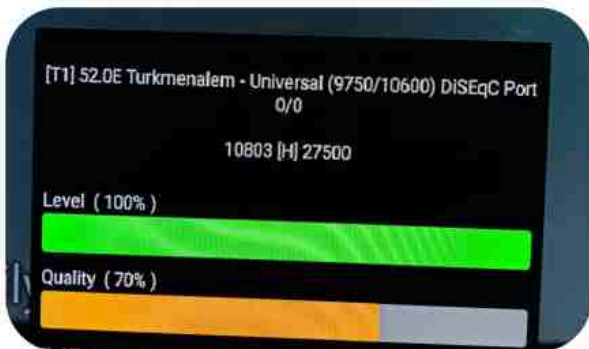 [T1] 52.0E Turkmenalem - Universal (9750/10600) DiSEqC Port
0/0
10803 [H] 27500
Level ( 100% )
Quality ( 70% )